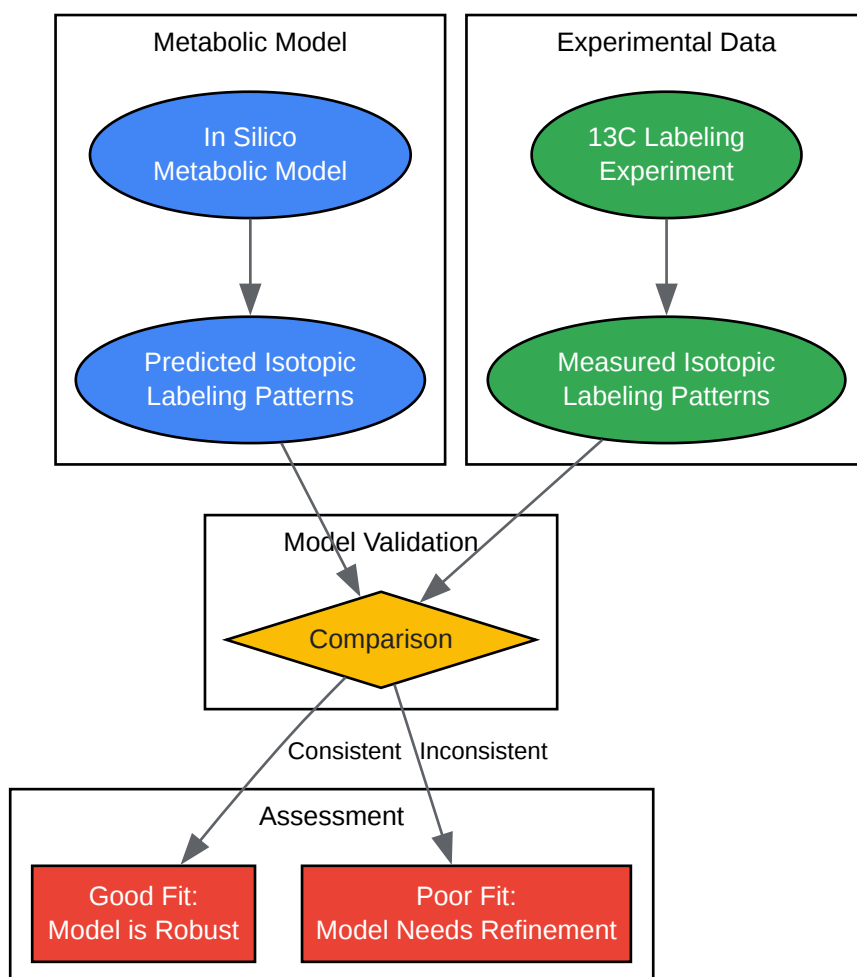 Metabolic Model
Experimental Data
In Silico
Metabolic Model
13C Labeling
Experiment
Predicted Isotopic
Labeling Patterns
Measured Isotopic
Labeling Patterns
Model Validation
Comparison
Consistent
Inconsistent
Assessment
Good Fit:
Model is Robust
Poor Fit:
Model Needs Refinement